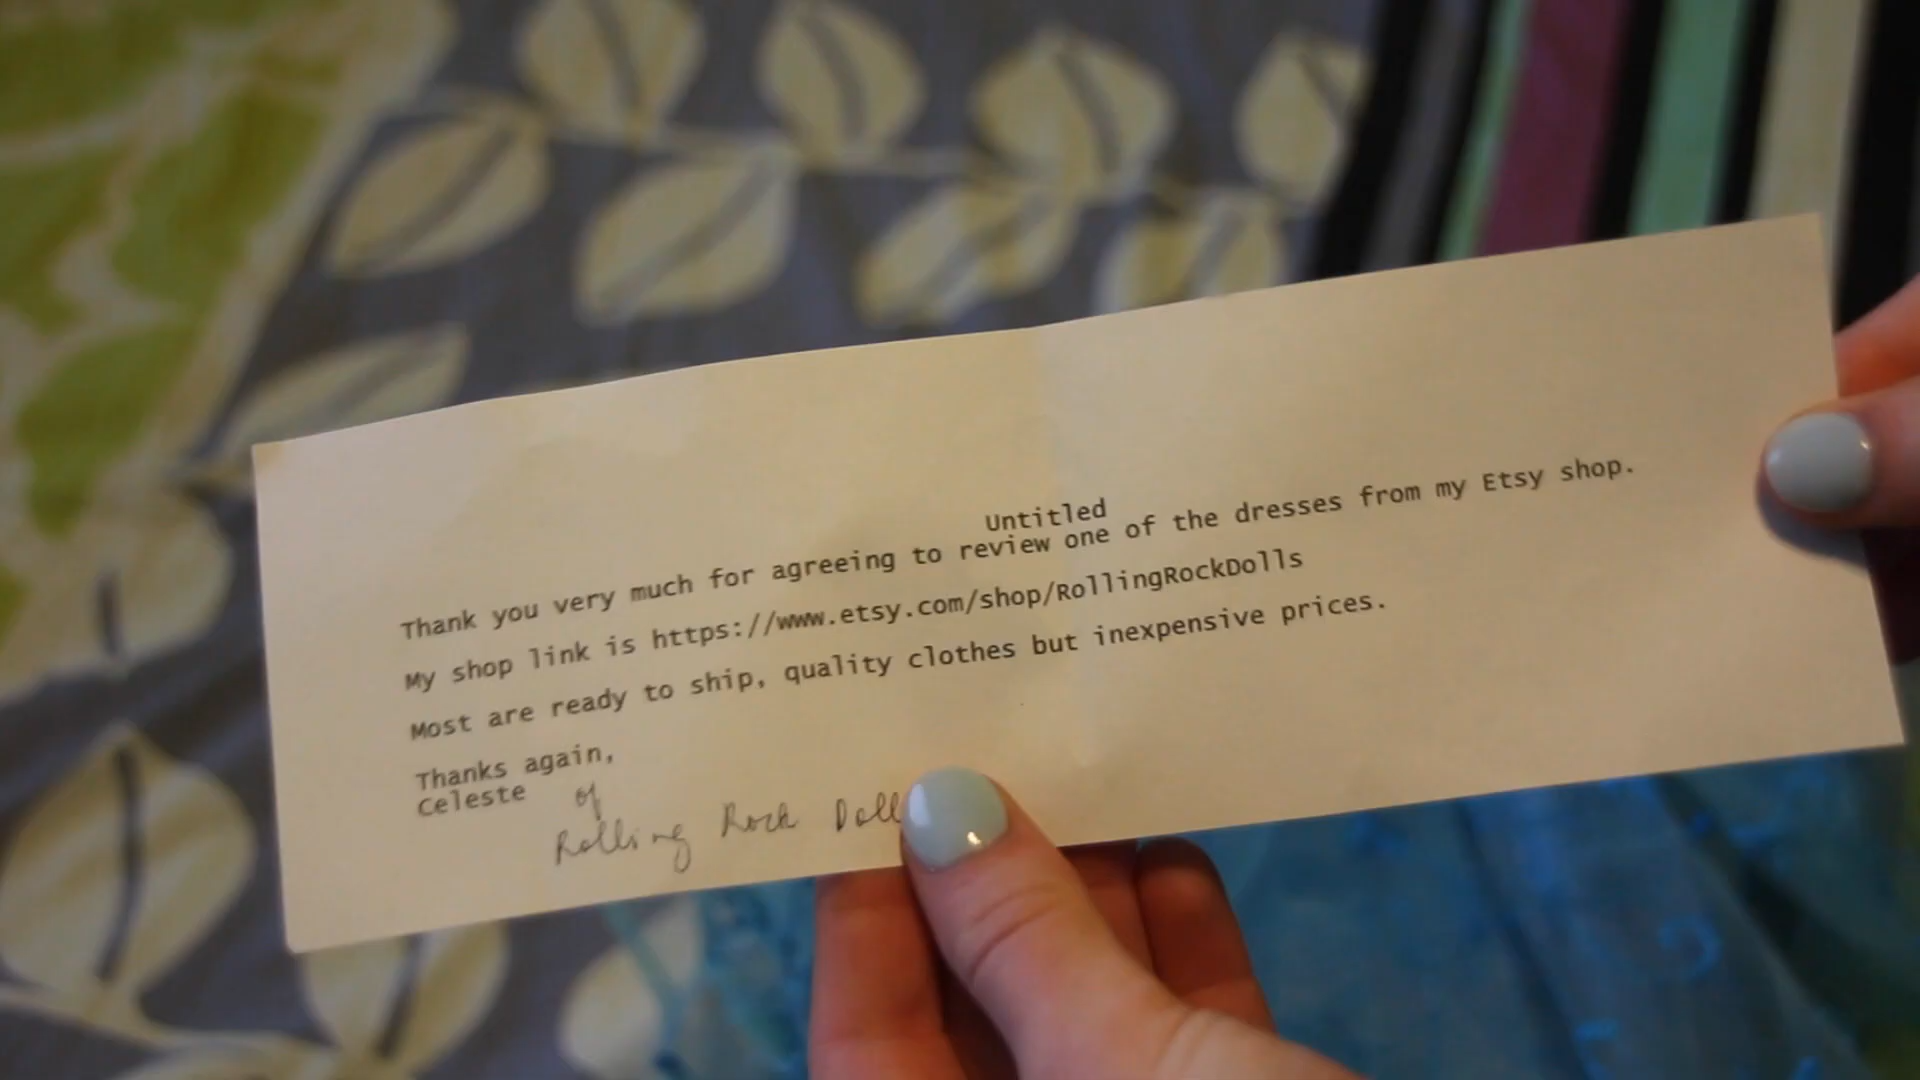 Untitled
Thank you very much for agreeing to review one of the dresses from my Etsy shop.
My shop link is https://www.etsy.com/shop/RollingRockDolls
Most are ready to ship, quality clothes but inexpensive prices.
Thanks again,
Celeste of
Rolling Rock Doll